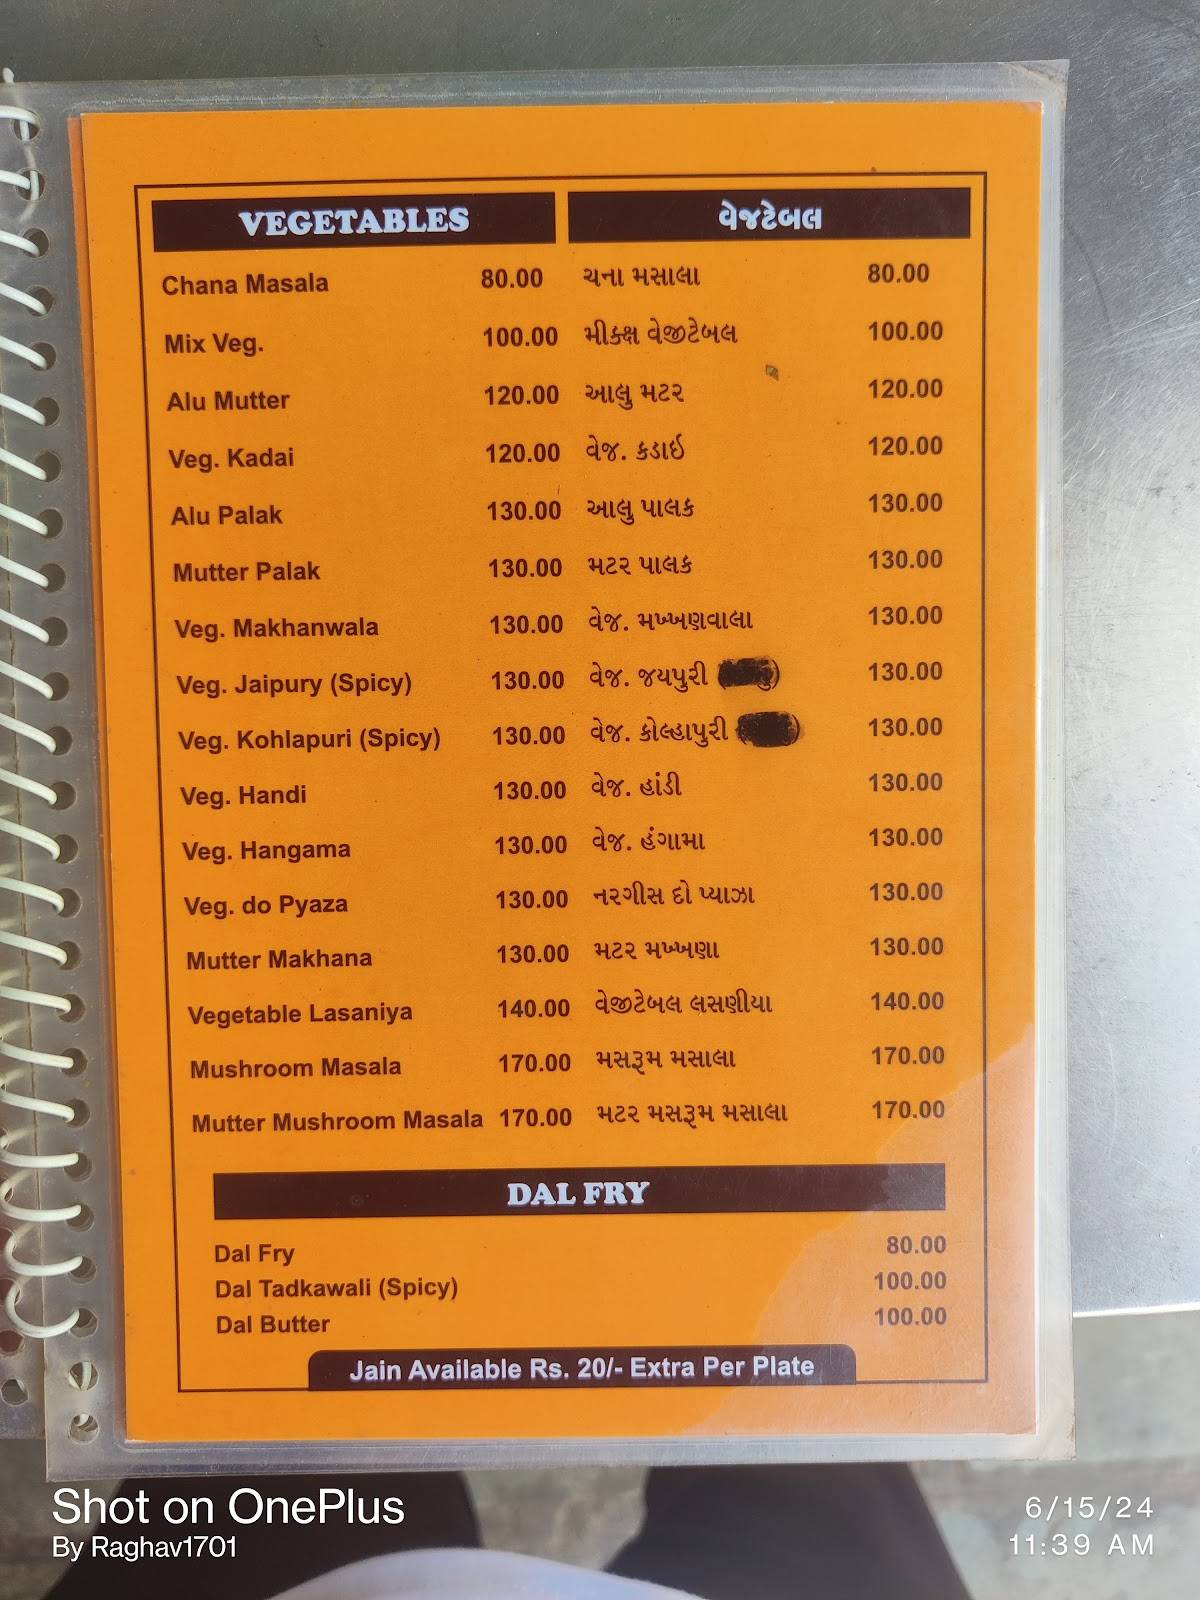 VEGETABLES વેજટેબલ
Chana Masala 80.00 ચના મસાલા 80.00
Mix Veg. 100.00 મીક્ષ વેજીટેબલ 100.00
Alu Mutter 120.00 આલુ મટર 120.00
Veg. Kadai 120.00 વેજ. કડાઈ 120.00
Alu Palak 130.00 આલુ પાલક 130.00
Mutter Palak 130.00 મટર પાલક 130.00
Veg. Makhanwala 130.00 વેજ. મખ્ખણવાલા 130.00
Veg. Jaipury (Spicy) 130.00 વેજ. જયપુરી 130.00
Veg. Kohlapuri (Spicy) 130.00 વેજ. કોલ્હાપુરી 130.00
Veg. Handi 130.00 વેજ. હાંડી 130.00
Veg. Hangama 130.00 વેજ. હંગામા 130.00
Veg. do Pyaza 130.00 નરગીસ દો પ્યાઝા 130.00
Mutter Makhana 130.00 મટર મખ્ખણા 130.00
Vegetable Lasaniya 140.00 વેજીટેબલ લસણીયા 140.00
Mushroom Masala 170.00 મસરૂમ મસાલા 170.00
Mutter Mushroom Masala 170.00 મટર મસરૂમ મસાલા 170.00
DAL FRY
Dal Fry 80.00
Dal Tadkawali (Spicy) 100.00
Dal Butter 100.00
Jain Available Rs. 20/- Extra Per Plate
Shot on OnePlus
By Raghav1701
6/15/24
11:39 AM